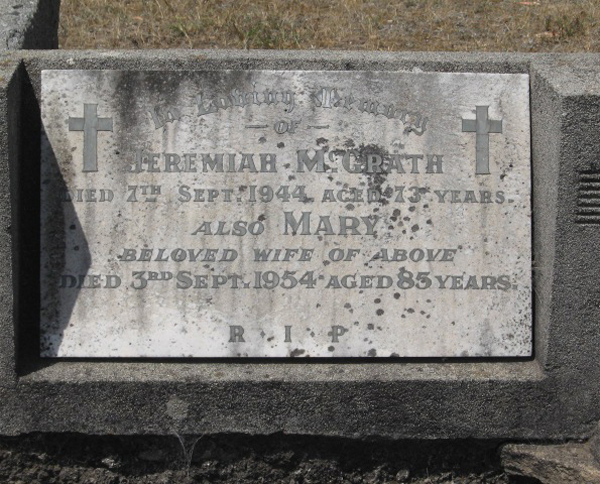 In Loving Memory
— OF —
JEREMIAH McGRATH
DIED 7TH SEPT. 1944 AGED 73 YEARS.
ALSO MARY
BELOVED WIFE OF ABOVE
DIED 3RD SEPT. 1954 AGED 83 YEARS.
R I P